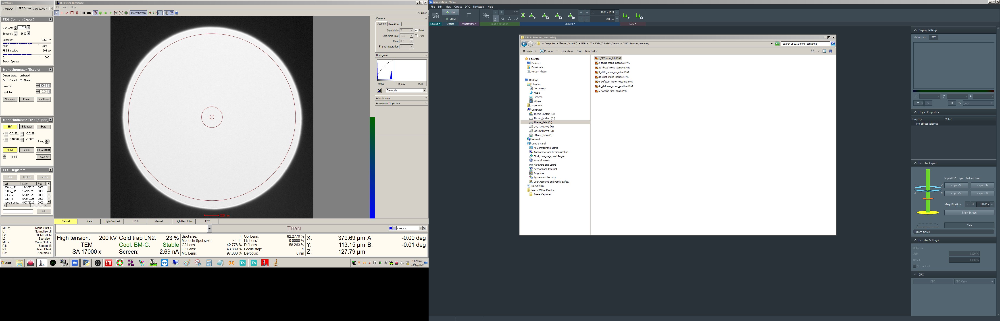 Workset
Vacuum/HT FEG/Mono Alignments
FEG Control (Expert)
Gun lens: 717
Extractor: 3600
Extraction 3650 V
3000 4000
FEG Emission: 303 uA
0. 500.
Status: Operate
Monochromator (Expert)
Current state: Unfiltered
Unfiltered Filtered
Potential 3000.0
Excitation 0.000
Normalize Center Find Beam
Monochromator Tune (Expert)
Shift Stigmator Store
x -0.02832 -0.0228
y 0.18076 -0.0028
MF step: 1
Focus Store Slit Wobbler
-40.05 Focus slit
FEG Registers
Set Update Delete
Lbl Date Pot
200kV_nP 12/3/2025 3000
200kV_uP 12/3/2025 3000
60kV_uP 5/28/2025 3000
60kV_nP 5/28/2025 3000
ubeam_June... 6/27/2025 3000
Add
MF X: Mono.Shift X
L1: Normalize all
L2: TEM/STEM
L3: Spotsize -
MF Y: Mono.Shift Y
R1: Screen lift
R2: Beam Blank
R3: Spotsize +
TEM User Interface
File Mode Help
Insert Screen
Close
Camera
Settings Bias & Gain
Sensitivity: 7 Auto
Exp. time [ms]: 12.8 Dual
Gain: 0.7
Frame integration: 1
Histogram
0.000 γ: 2.22 0.341
Greyscale
Adjustments
Annotation Properties
200 nm
Natural Linear High Contrast HDR Manual High Resolution FFT
TITAN
- None -
High tension: 200 kV
TEM
SA 17000 x
Cold trap LN2: 23 %
Cool. BM-C: Stable
Screen: 2.69 nA
Spot size: 4
Monochr.Spot size: <= 11
C2 Lens: 42.776 %
C3 Lens: 43.889 %
MC Lens: 97.886 %
Obj Lens: 82.2770 %
Ltz Lens: 0.0000 %
Dif Lens: 58.263 %
Focus step: 1
Defocus: 0 nm
X: 379.69 µm A: -0.00 deg
Y: 113.15 µm B: -0.01 deg
Z: -127.79 µm
Start
10:43 AM
12/12/2025
Acquisition - Velox
File Edit View Optics DPC Detectors Help
TEM
STEM
0.0°
1024 x 1024
200 ms
Layout Optics Annotations Image Rotation Camera EDS
251211-mono_centering
Computer Themis_data (E:) NGR 00 - SOPs_Tutorials_Demos 251211-mono_centering
Search 251211-mono_centering
Organize Preview Slide show Print New folder
Favorites
Desktop
Downloads
Recent Places
Desktop
Libraries
Documents
Music
Pictures
Videos
supervisor
Computer
Themis_system (C:)
Themis_backup (D:)
Themis_data (E:)
DVD RW Drive (F:)
BD-ROM Drive (G:)
offload_data (Z:)
Network
Control Panel
All Control Panel Items
Appearance and Personalization
Clock, Language, and Region
Ease of Access
Hardware and Sound
Network and Internet
Programs
System and Security
User Accounts and Family Safety
Recycle Bin
MouseWithoutBorders
ScreenCaptures
1_FEG-mon_tab.PNG
2_focus_mono_negative.PNG
2b_focus_mono_positive.PNG
3_shift_mono_negative.PNG
3b_shift_mono_positive.PNG
4_defocus_mono_negative.PNG
4b_defocus_mono_positive.PNG
5_nothing_find_beam.PNG
Display Settings
Histogram FFT
γ
grey
Object Properties
Property Value
No object selected
Detector Layout
SuperXG2: - cps -% dead time
1 2 - cps -% - cps -%
4 3 - cps -% - cps -%
Magnification 17000 x
Main Screen
Ceta
Beam active
Detector Settings
Detector
Gain 0.000 %
Offset 0.000 %
Scope tool
DPC
DPC DPC Only